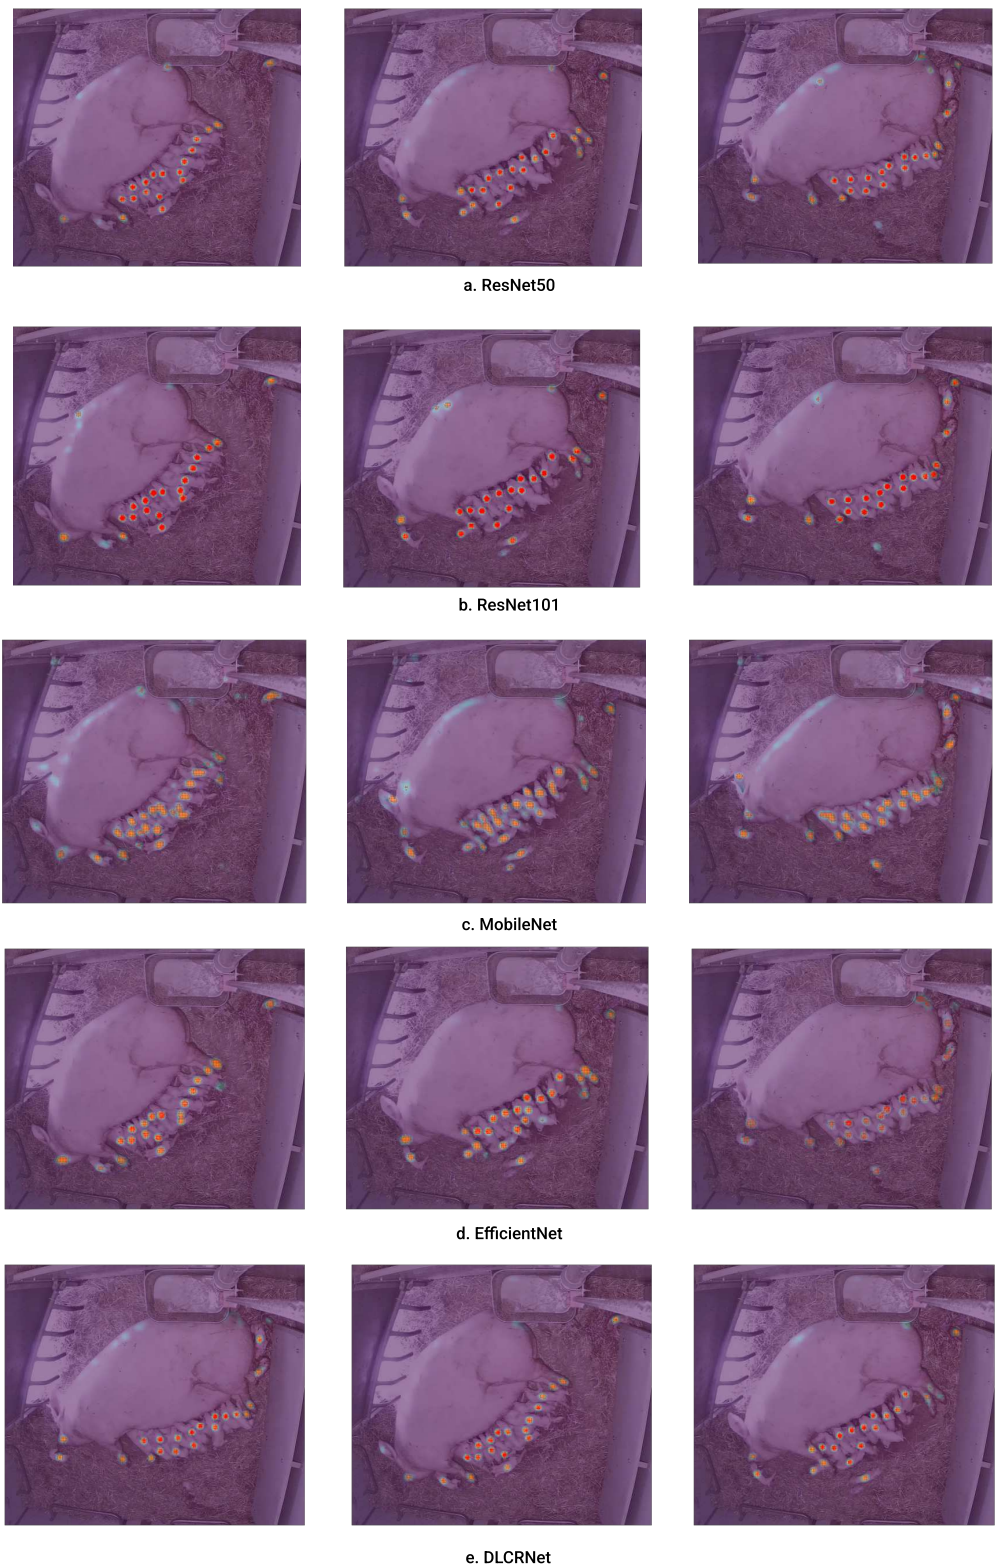 a. ResNet50
b. ResNet101
c. MobileNet
d. EfficientNet
e. DLCRNet